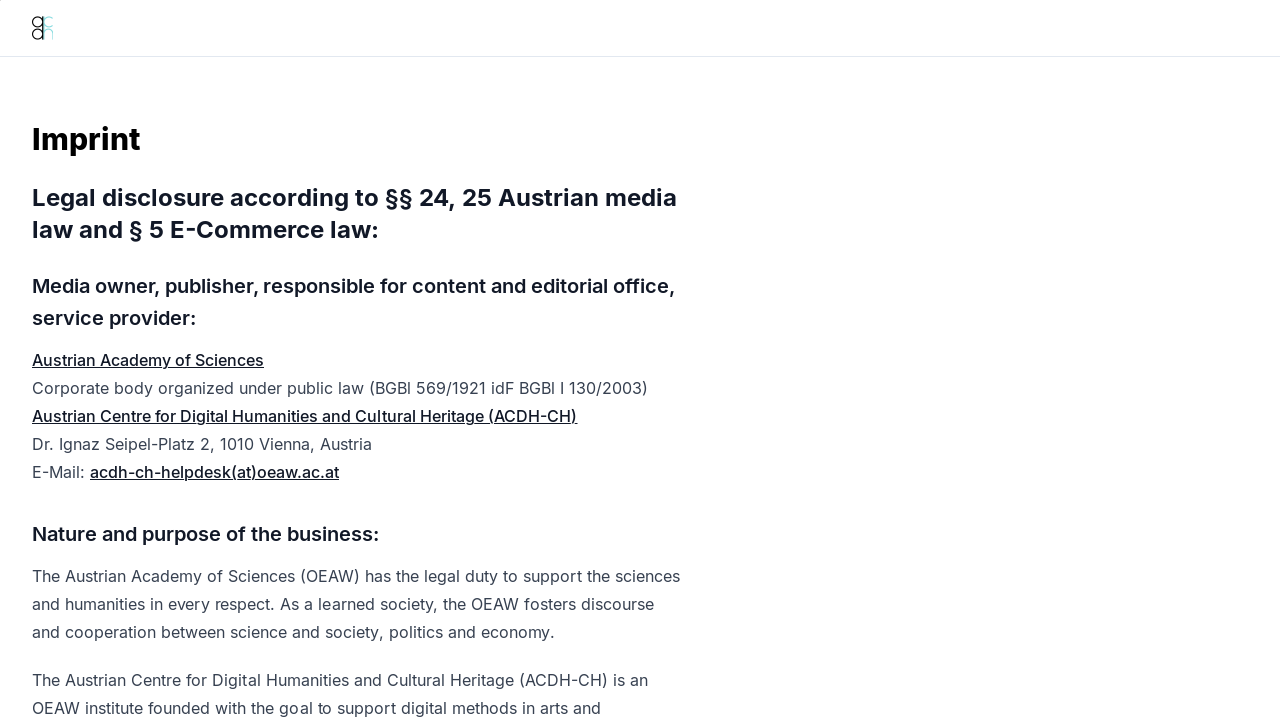 Imprint
Legal disclosure according to §§ 24, 25 Austrian media
law and § 5 E-Commerce law:
Media owner, publisher, responsible for content and editorial office,
service provider:
Austrian Academy of Sciences
Corporate body organized under public law (BGBl 569/1921 idF BGBl I 130/2003)
Austrian Centre for Digital Humanities and Cultural Heritage (ACDH-CH)
Dr. Ignaz Seipel-Platz 2, 1010 Vienna, Austria
E-Mail: acdh-ch-helpdesk(at)oeaw.ac.at
Nature and purpose of the business:
The Austrian Academy of Sciences (OEAW) has the legal duty to support the sciences
and humanities in every respect. As a learned society, the OEAW fosters discourse
and cooperation between science and society, politics and economy.
The Austrian Centre for Digital Humanities and Cultural Heritage (ACDH-CH) is an
OEAW institute founded with the goal to support digital methods in arts and